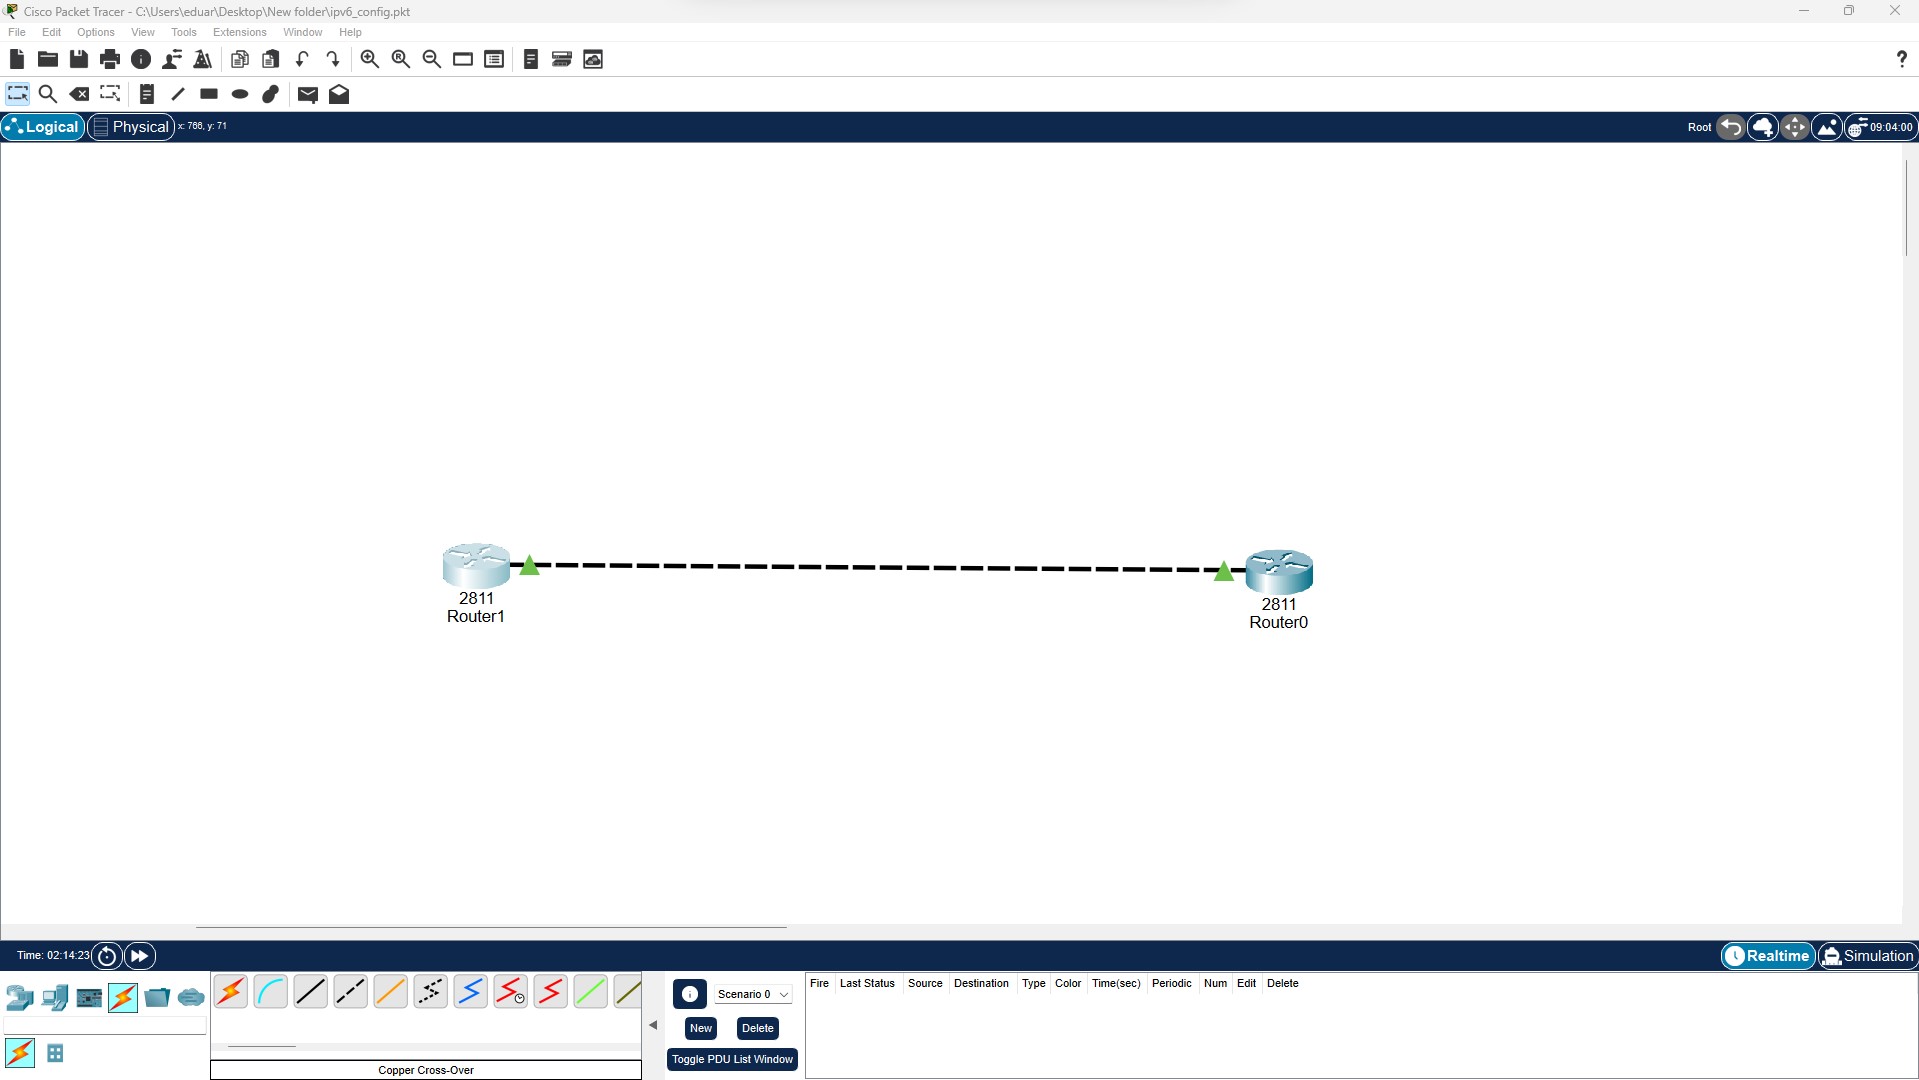 Cisco Packet Tracer - C:\Users\eduar\Desktop\New folder\ipv6_config.pkt
File Edit Options View Tools Extensions Window Help
Logical Physical x: 766, y: 71 Root 09:04:00
2811
Router1
2811
Router0
Time: 02:14:23 Realtime Simulation
Scenario 0
New Delete
Toggle PDU List Window
Fire Last Status Source Destination Type Color Time(sec) Periodic Num Edit Delete
Copper Cross-Over